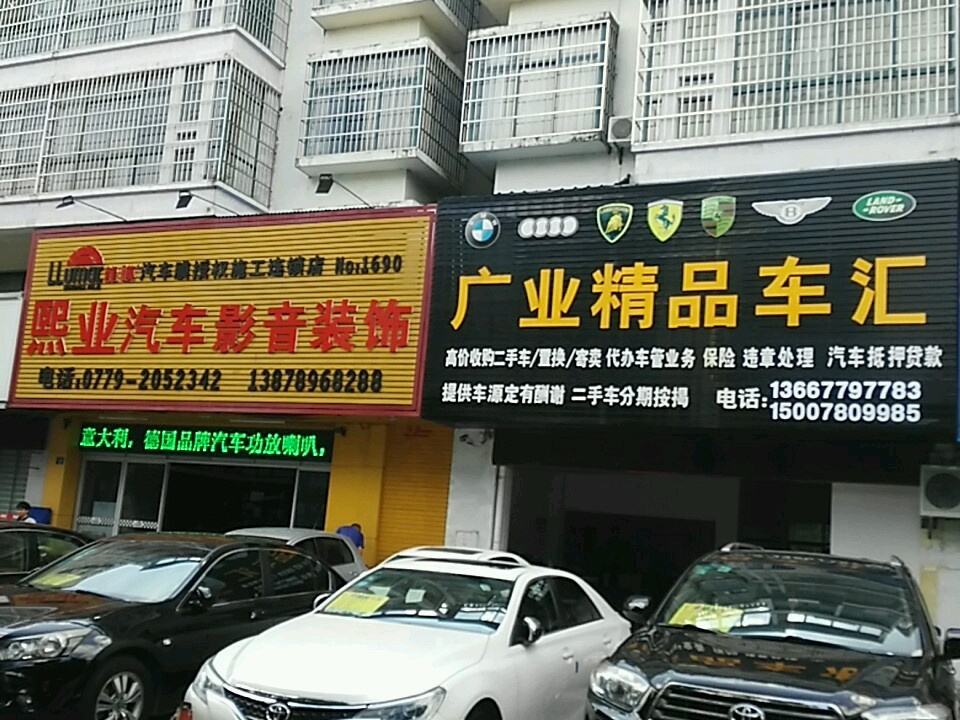 LLumar 汽车膜授权施工连锁店 No:1690
熙业汽车影音装饰
电话:0779-2052342 13878968288
意大利，德国品牌汽车功放喇叭，
LAND-
ROVER
广业精品车汇
高价收购二手车/置换/寄卖 代办车管业务 保险 违章处理 汽车抵押贷款
提供车源定有酬谢 二手车分期按揭 电话:13667797783
15007809985